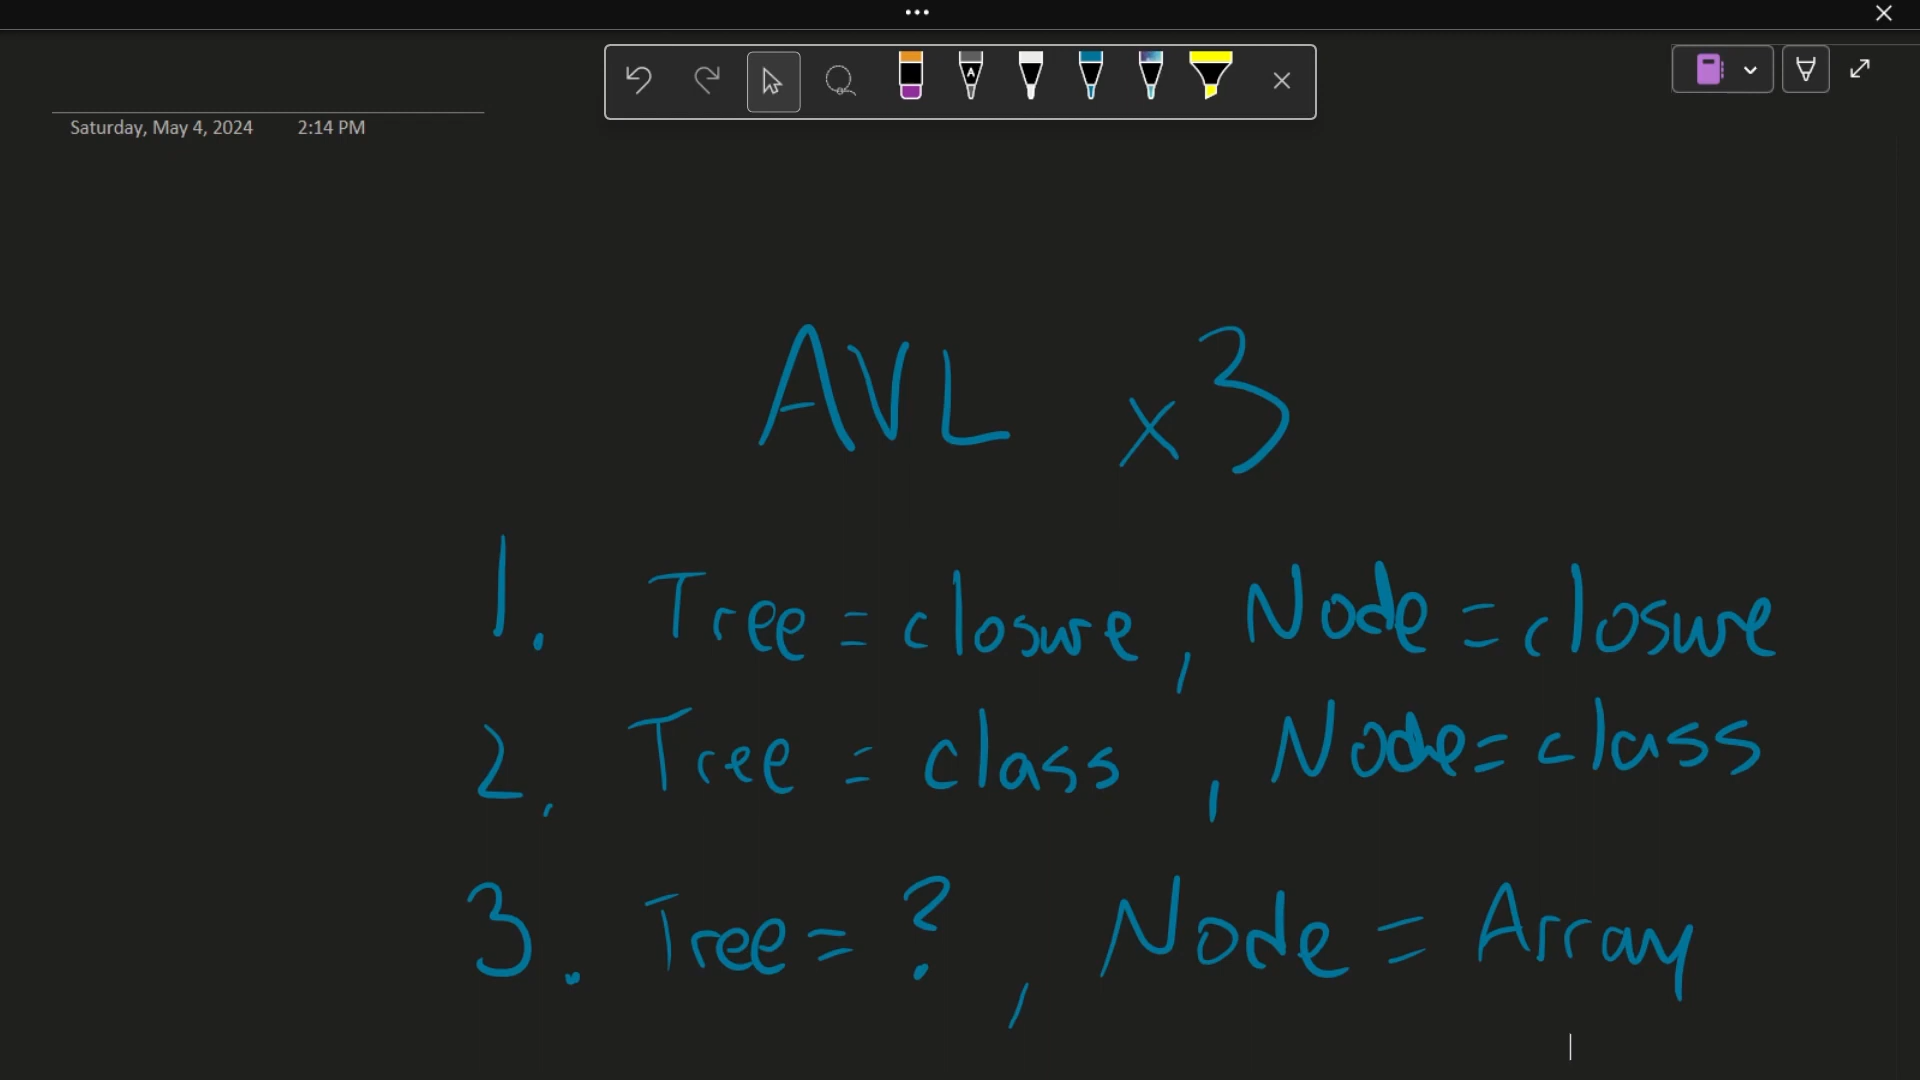 Saturday, May 4, 2024 2:14 PM
AVL x3
1. Tree = closure, Node = closure
2. Tree = class, Node = class
3. Tree = ?, Node = Array